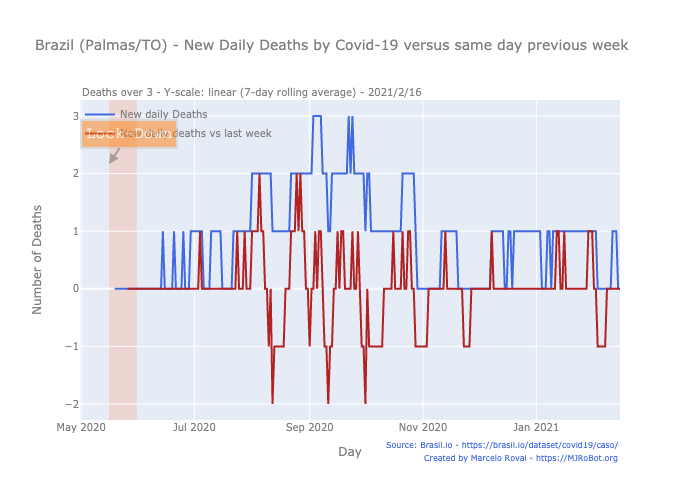 Brazil (Palmas/TO) - New Daily Deaths by Covid-19 versus same day previous week
Deaths over 3 - Y-scale: linear (7-day rolling average) - 2021/2/16
New daily Deaths
New daily deaths vs last week
Lock Down
3
2
1
0
−1
−2
Number of Deaths
May 2020
Jul 2020
Sep 2020
Nov 2020
Jan 2021
Day
Source: Brasil.io - https://brasil.io/dataset/covid19/caso/
Created by Marcelo Rovai - https://MJRoBot.org